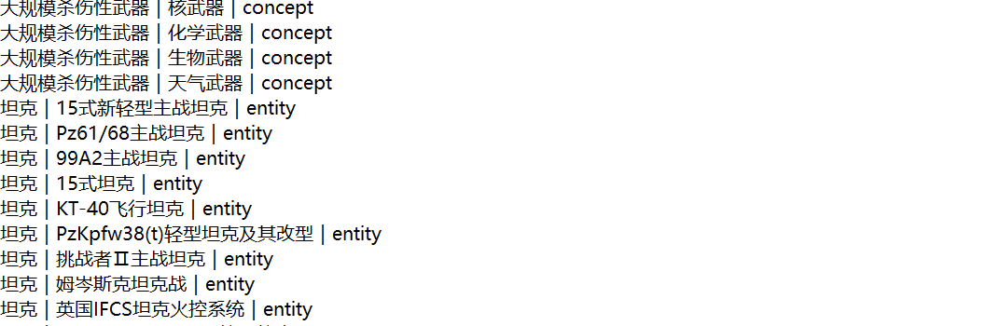 大规模杀伤性武器 | 核武器 | concept
大规模杀伤性武器 | 化学武器 | concept
大规模杀伤性武器 | 生物武器 | concept
大规模杀伤性武器 | 天气武器 | concept
坦克 | 15式新轻型主战坦克 | entity
坦克 | Pz61/68主战坦克 | entity
坦克 | 99A2主战坦克 | entity
坦克 | 15式坦克 | entity
坦克 | KT-40飞行坦克 | entity
坦克 | PzKpfw38(t)轻型坦克及其改型 | entity
坦克 | 挑战者Ⅱ主战坦克 | entity
坦克 | 姆岑斯克坦克战 | entity
坦克 | 英国IFCS坦克火控系统 | entity